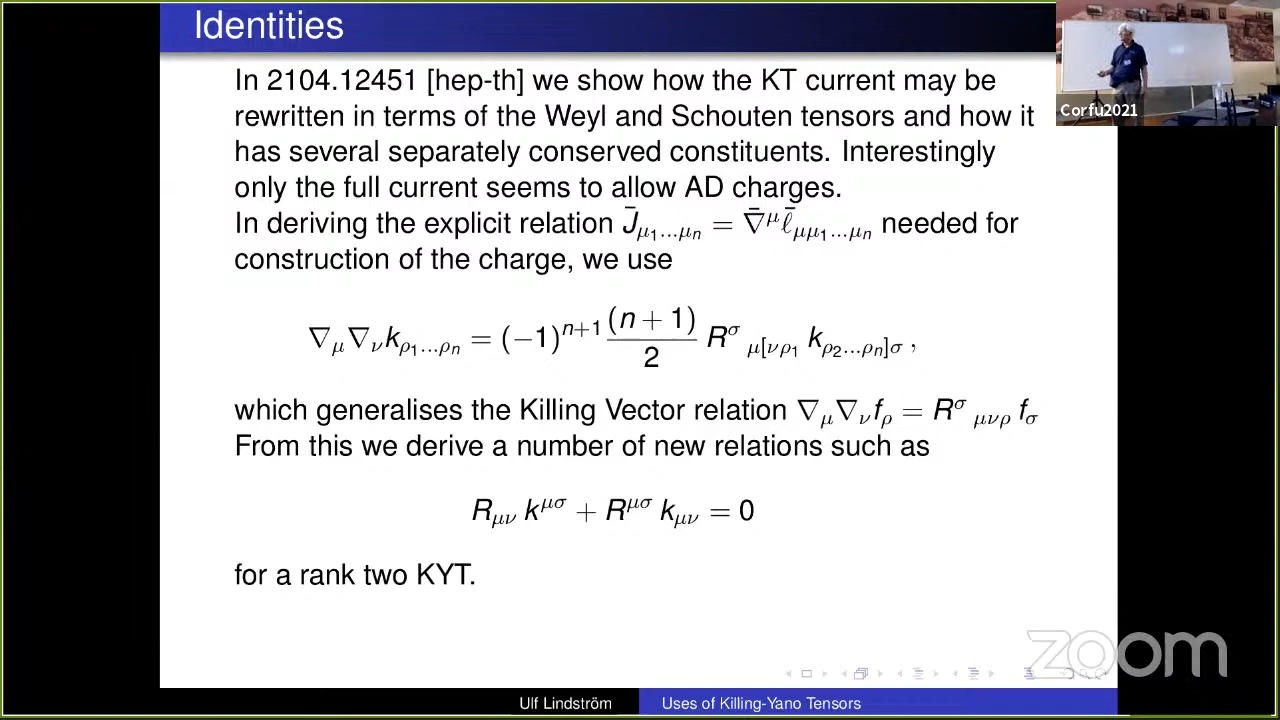 Identities
In 2104.12451 [hep-th] we show how the KT current may be
rewritten in terms of the Weyl and Schouten tensors and how it
has several separately conserved constituents. Interestingly
only the full current seems to allow AD charges.
In deriving the explicit relation J̄_{μ₁...μₙ} = ∇̄^μ ℓ̄_{μμ₁...μₙ} needed for
construction of the charge, we use
∇_μ∇_ν k_{ρ₁...ρₙ} = (−1)^{n+1} (n + 1)/2 R^σ_{μ[νρ₁} k_{ρ₂...ρₙ]σ} ,
which generalises the Killing Vector relation ∇_μ∇_ν f_ρ = R^σ_{μνρ} f_σ
From this we derive a number of new relations such as
R_{μν} k^{μσ} + R^{μσ} k_{μν} = 0
for a rank two KYT.
Ulf Lindström Uses of Killing-Yano Tensors
Corfu2021
zoom